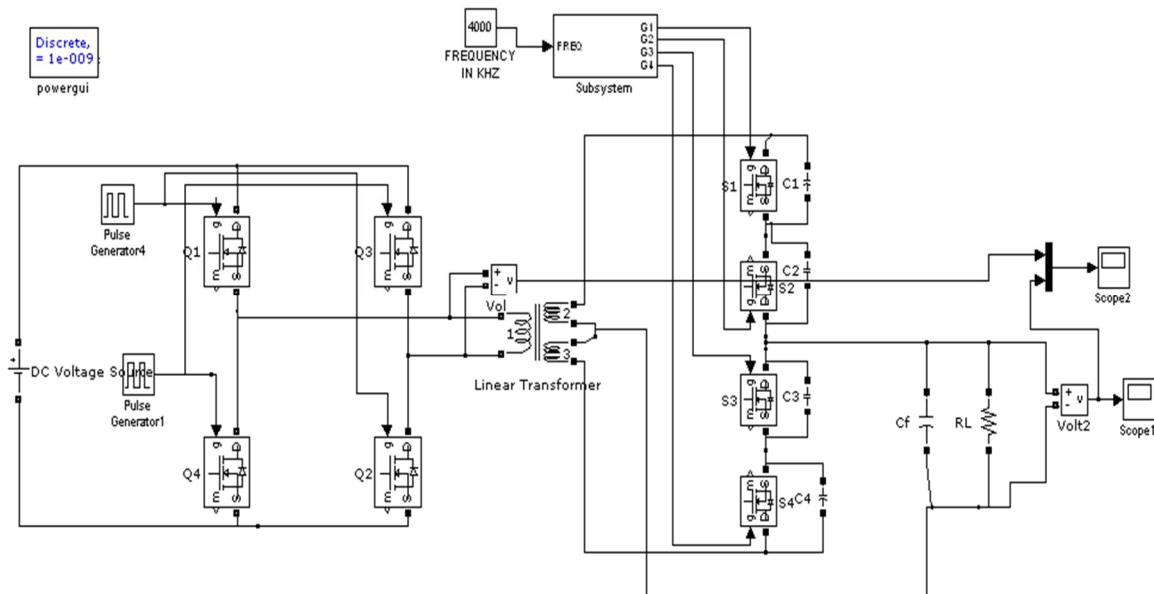 Discrete,
= 1e-009
powergui
4000
FREQUENCY
IN KHZ
FREQ
G1
G2
G3
G4
Subsystem
Pulse
Generator4
Q1
g
D
m
S
Q3
g
D
m
S
DC Voltage Source
Pulse
Generator1
Q4
g
D
m
S
Q2
g
D
m
S
+
-
v
Vol
1
2
3
Linear Transformer
S1
g
D
m
S
C1
S2
g
D
m
S
C2
S3
g
D
m
S
C3
S4
g
D
m
S
C4
Cf
RL
+
-
v
Volt2
Scope2
Scope1